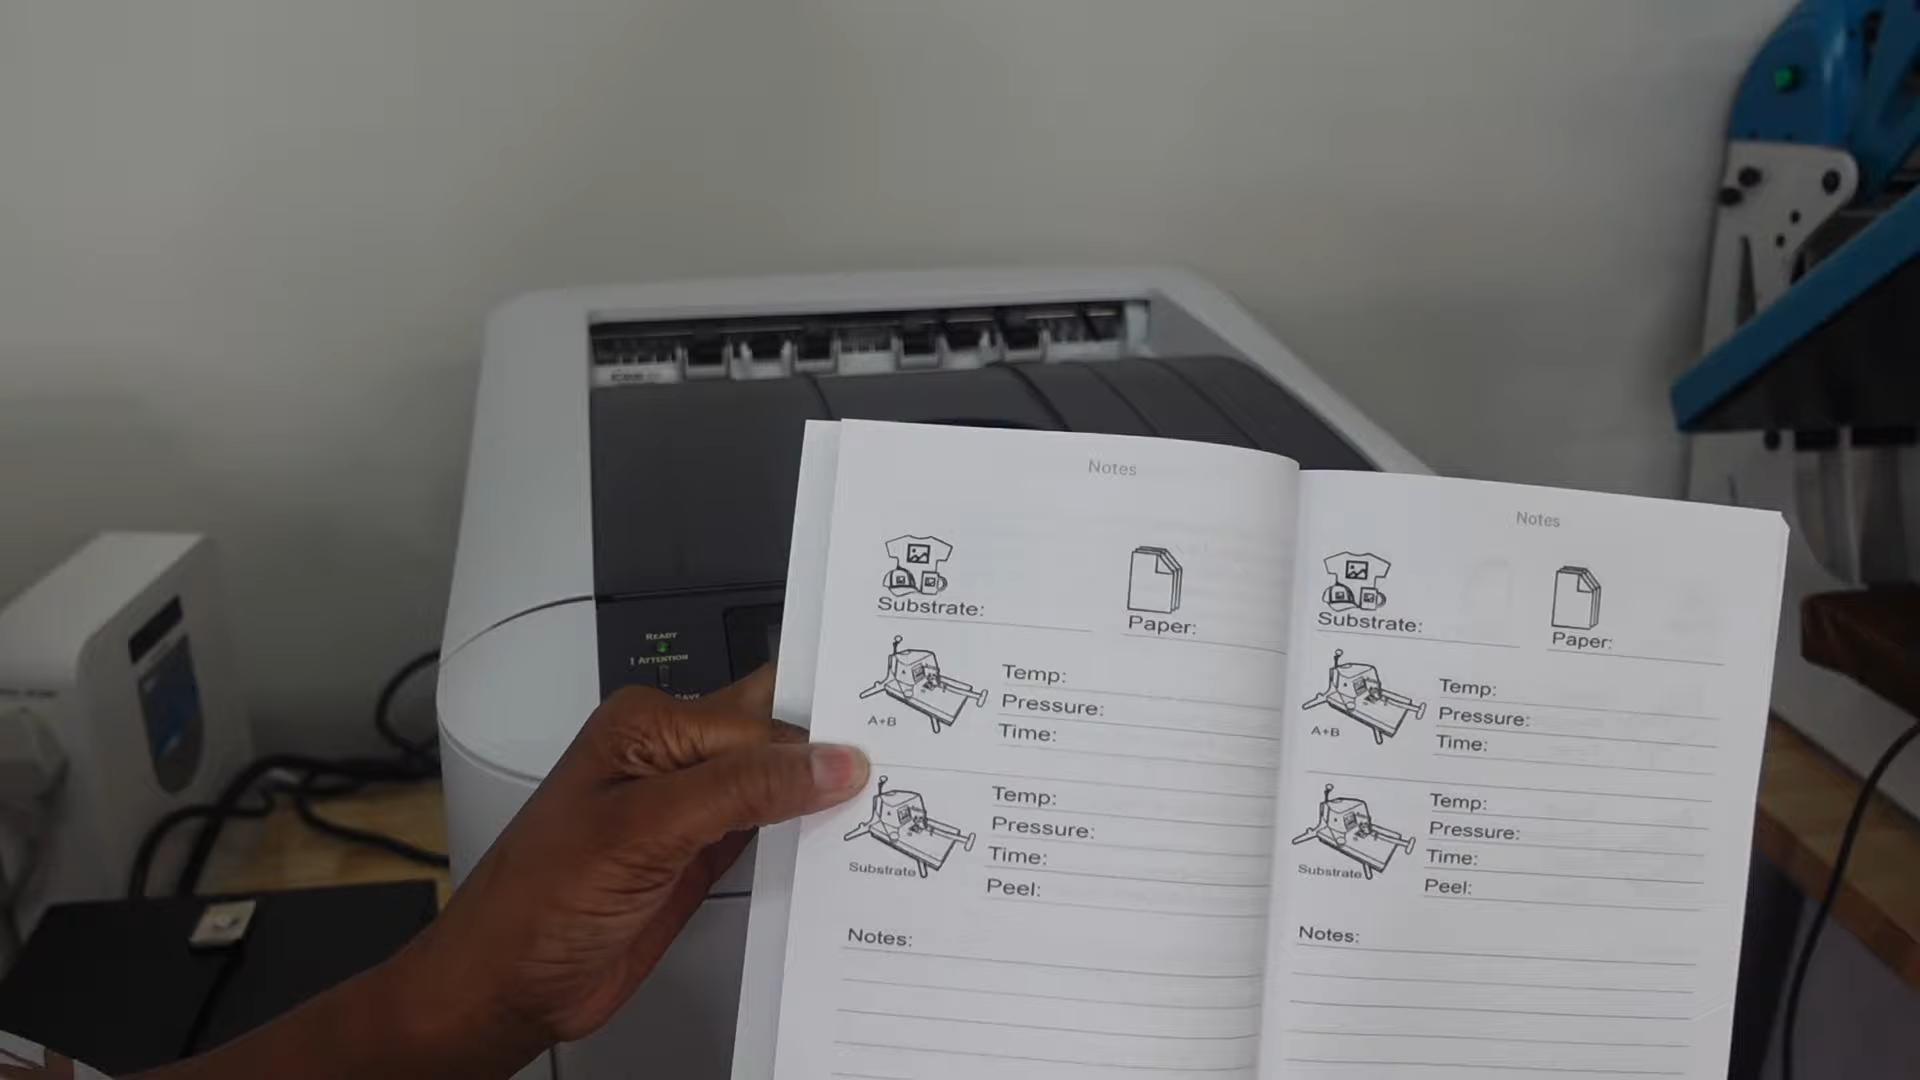 READY
! ATTENTION
SAVE
Notes
Substrate:
Paper:
A+B
Temp:
Pressure:
Time:
Substrate
Temp:
Pressure:
Time:
Peel:
Notes:
Notes
Substrate:
Paper:
A+B
Temp:
Pressure:
Time:
Substrate
Temp:
Pressure:
Time:
Peel:
Notes: